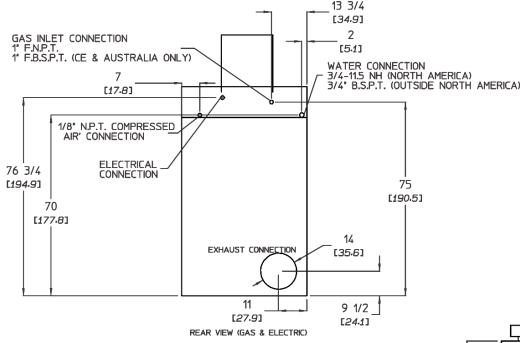 13 3/4
[34.9]
GAS INLET CONNECTION
1" F.N.P.T.
1" F.B.S.P.T. (CE & AUSTRALIA ONLY)
2
[5.1]
WATER CONNECTION
3/4-11.5 NH (NORTH AMERICA)
3/4" B.S.P.T. (OUTSIDE NORTH AMERICA)
7
[17.8]
1/8" N.P.T. COMPRESSED
AIR' CONNECTION
ELECTRICAL
CONNECTION
76 3/4
[194.9]
70
[177.8]
75
[190.5]
EXHAUST CONNECTION
14
[35.6]
11
[27.9]
9 1/2
[24.1]
REAR VIEW (GAS & ELECTRIC)